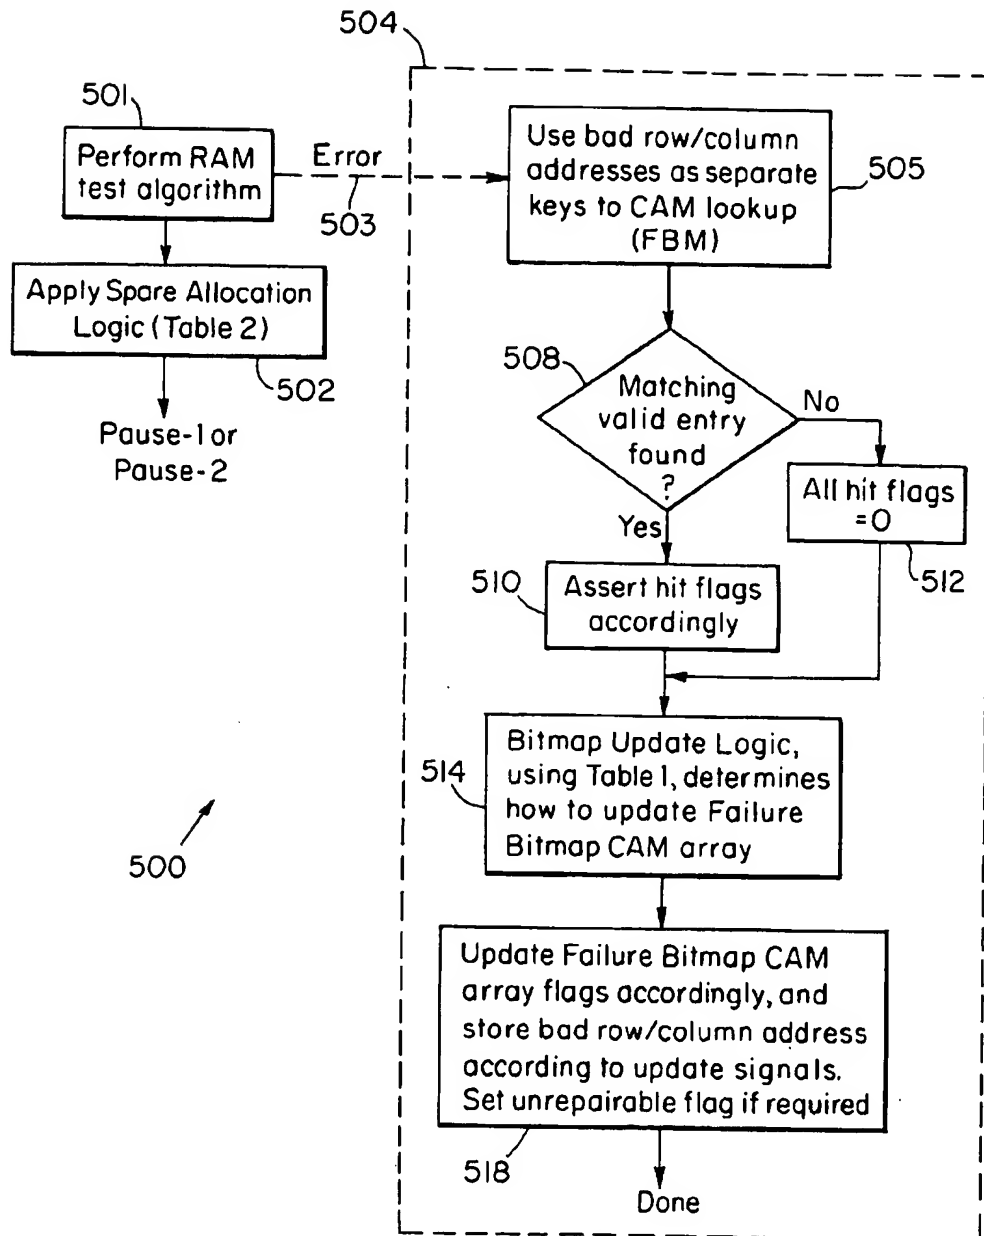 504
501
Perform RAM
test algorithm
Error
503
Use bad row/column
addresses as separate
keys to CAM lookup
(FBM)
505
Apply Spare Allocation
Logic (Table 2)
502
Pause-1 or
Pause-2
508
Matching
valid entry
found
?
No
Yes
All hit flags
=0
512
510
Assert hit flags
accordingly
514
Bitmap Update Logic,
using Table 1, determines
how to update Failure
Bitmap CAM array
500
Update Failure Bitmap CAM
array flags accordingly, and
store bad row/column address
according to update signals.
Set unrepairable flag if required
518
Done